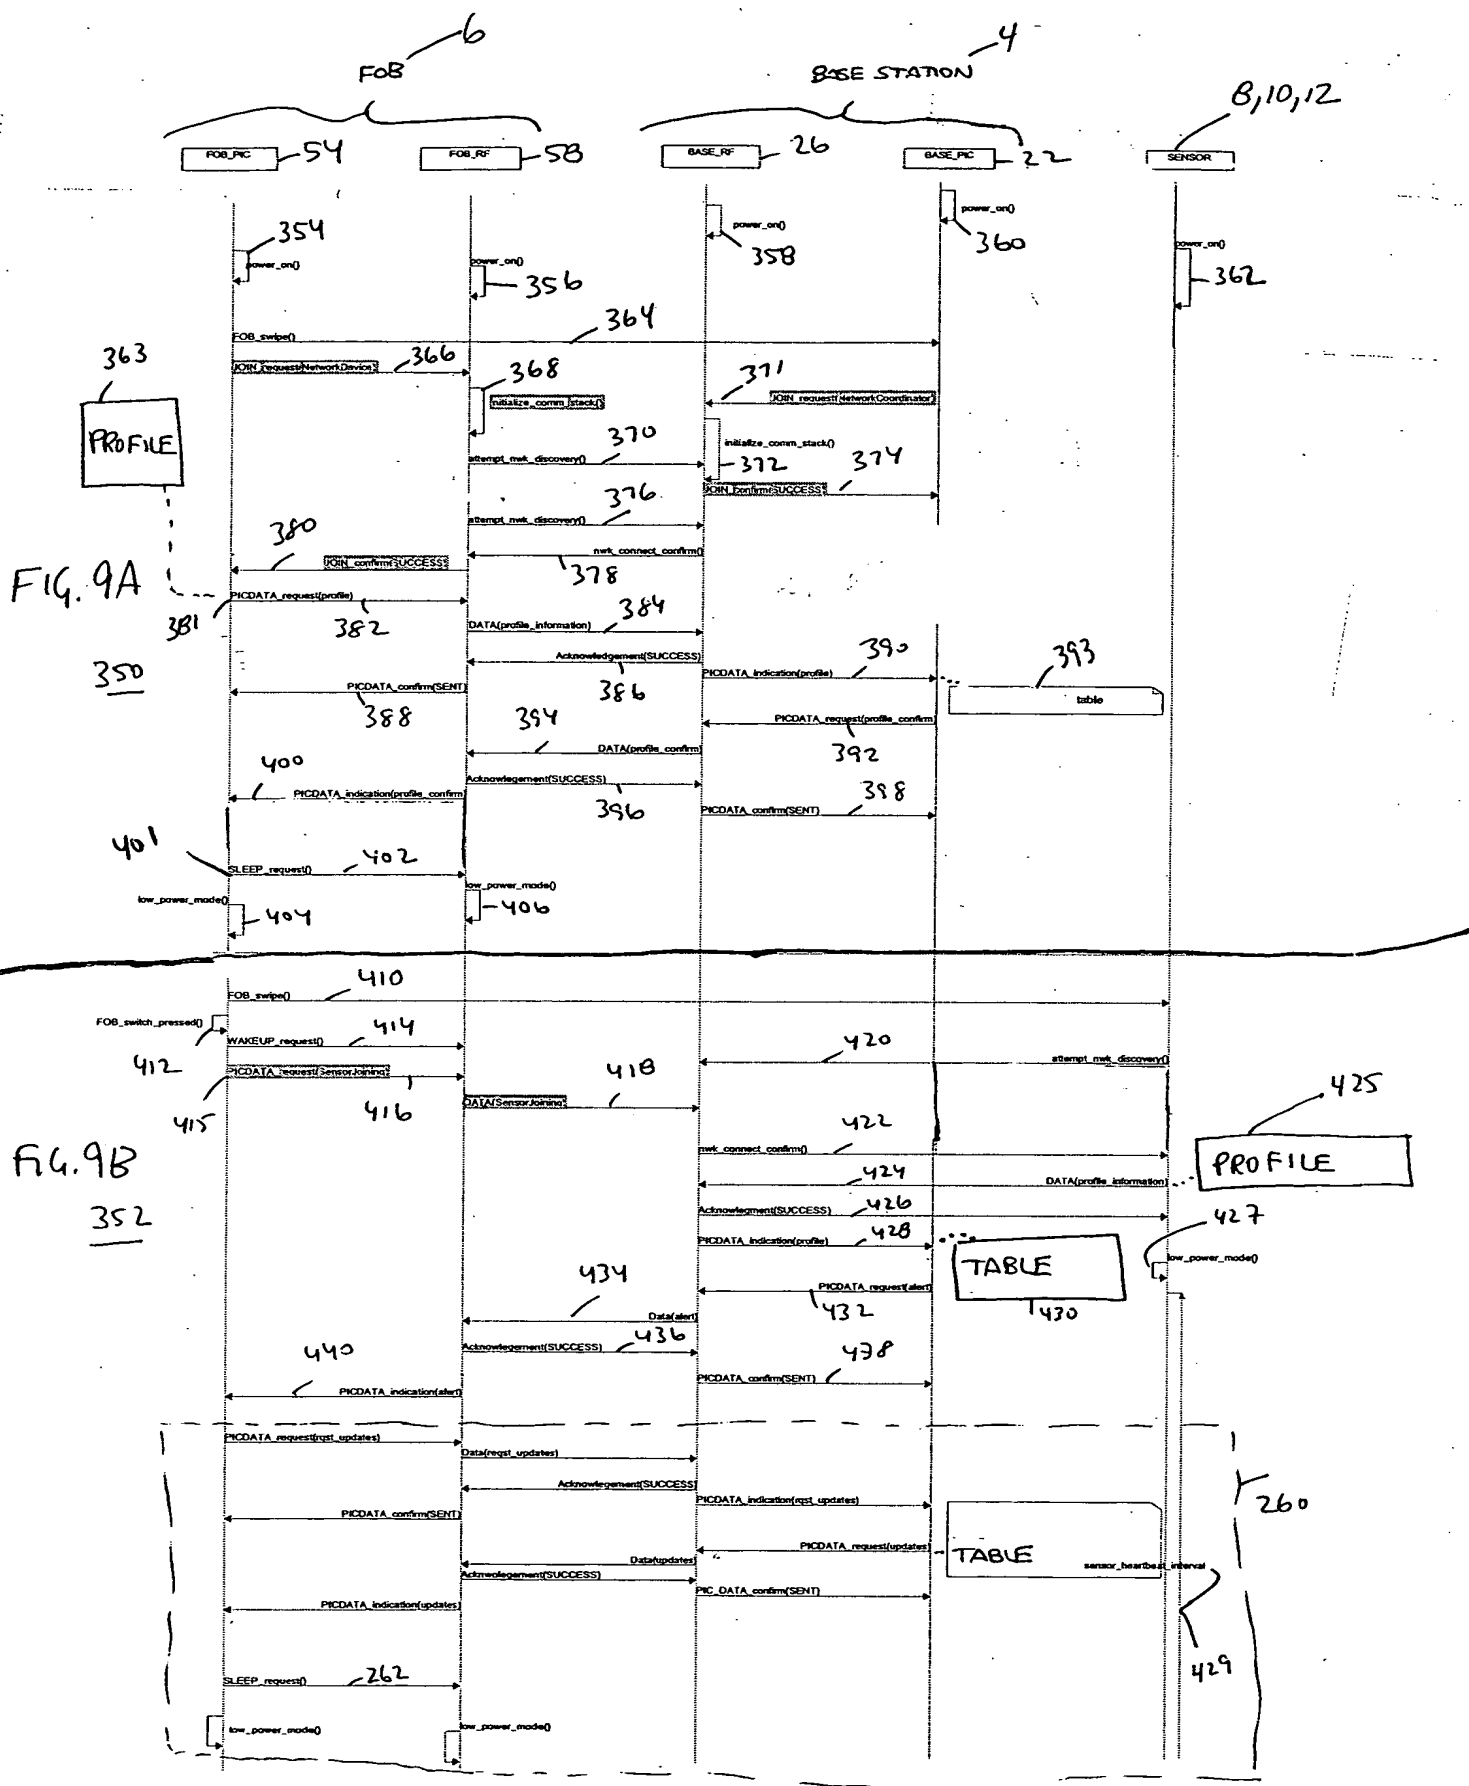 6
4
FOB
BASE STATION
8,10,12
FOB_PIC 54
FOB_RF 58
BASE_RF 26
BASE_PIC 22
SENSOR
power_on()
power_on()
354
358
360
power_on()
power_on()
power_on()
356
362
364
FOB_swipe()
363
366
JOIN_request(NetworkDevice)
368
371
initialize_comm_stack()
JOIN_request(NetworkCoordinator)
PROFILE
370
initialize_comm_stack()
attempt_nwk_discovery()
372
374
JOIN_confirm(SUCCESS)
376
attempt_nwk_discovery()
380
nwk_connect_confirm()
JOIN_confirm(SUCCESS)
378
FIG. 9A
PICDATA_request(profile)
381
382
384
DATA(profile_information)
390
393
350
Acknowledgement(SUCCESS)
PICDATA_indication(profile)
386
PICDATA_confirm(SENT)
388
table
394
PICDATA_request(profile_confirm)
392
DATA(profile_confirm)
400
Acknowlegement(SUCCESS)
PICDATA_indication(profile_confirm)
396
398
PICDATA_confirm(SENT)
401
402
SLEEP_request()
low_power_mode()
low_power_mode()
404
406
410
FOB_swipe()
FOB_switch_pressed()
414
WAKEUP_request()
412
420
attempt_nwk_discovery()
PICDATA_request(SensorJoining)
415
416
418
DATA(SensorJoining)
425
422
nwk_connect_confirm()
FIG. 9B
PROFILE
424
DATA(profile_information)
352
Acknowlegment(SUCCESS)
426
427
PICDATA_indication(profile)
428
low_power_mode()
TABLE
434
PICDATA_request(alert)
432
430
Data(alert)
Acknowlegement(SUCCESS)
436
440
438
PICDATA_confirm(SENT)
PICDATA_indication(alert)
PICDATA_request(rqst_updates)
Data(reqst_updates)
Acknowlegement(SUCCESS)
PICDATA_indication(rqst_updates)
260
PICDATA_confirm(SENT)
PICDATA_request(updates)
TABLE
Data(updates)
sensor_heartbeat_interval
Acknwolegement(SUCCESS)
PIC_DATA_confirm(SENT)
PICDATA_indication(updates)
429
SLEEP_request()
262
low_power_mode()
low_power_mode()